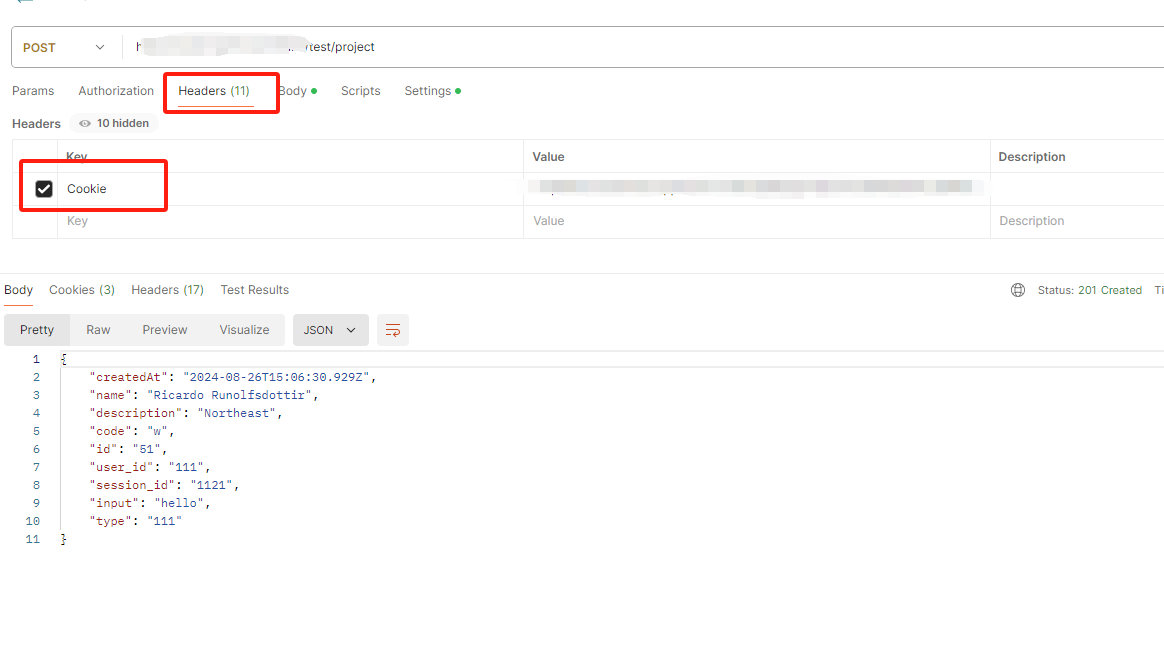 POST test/project
Params Authorization Headers (11) Body Scripts Settings
Headers 10 hidden
Key Value Description
Cookie
Key Value Description
Body Cookies (3) Headers (17) Test Results Status: 201 Created
Pretty Raw Preview Visualize JSON
1 {
2 "createdAt": "2024-08-26T15:06:30.929Z",
3 "name": "Ricardo Runolfsdottir",
4 "description": "Northeast",
5 "code": "w",
6 "id": "51",
7 "user_id": "111",
8 "session_id": "1121",
9 "input": "hello",
10 "type": "111"
11 }